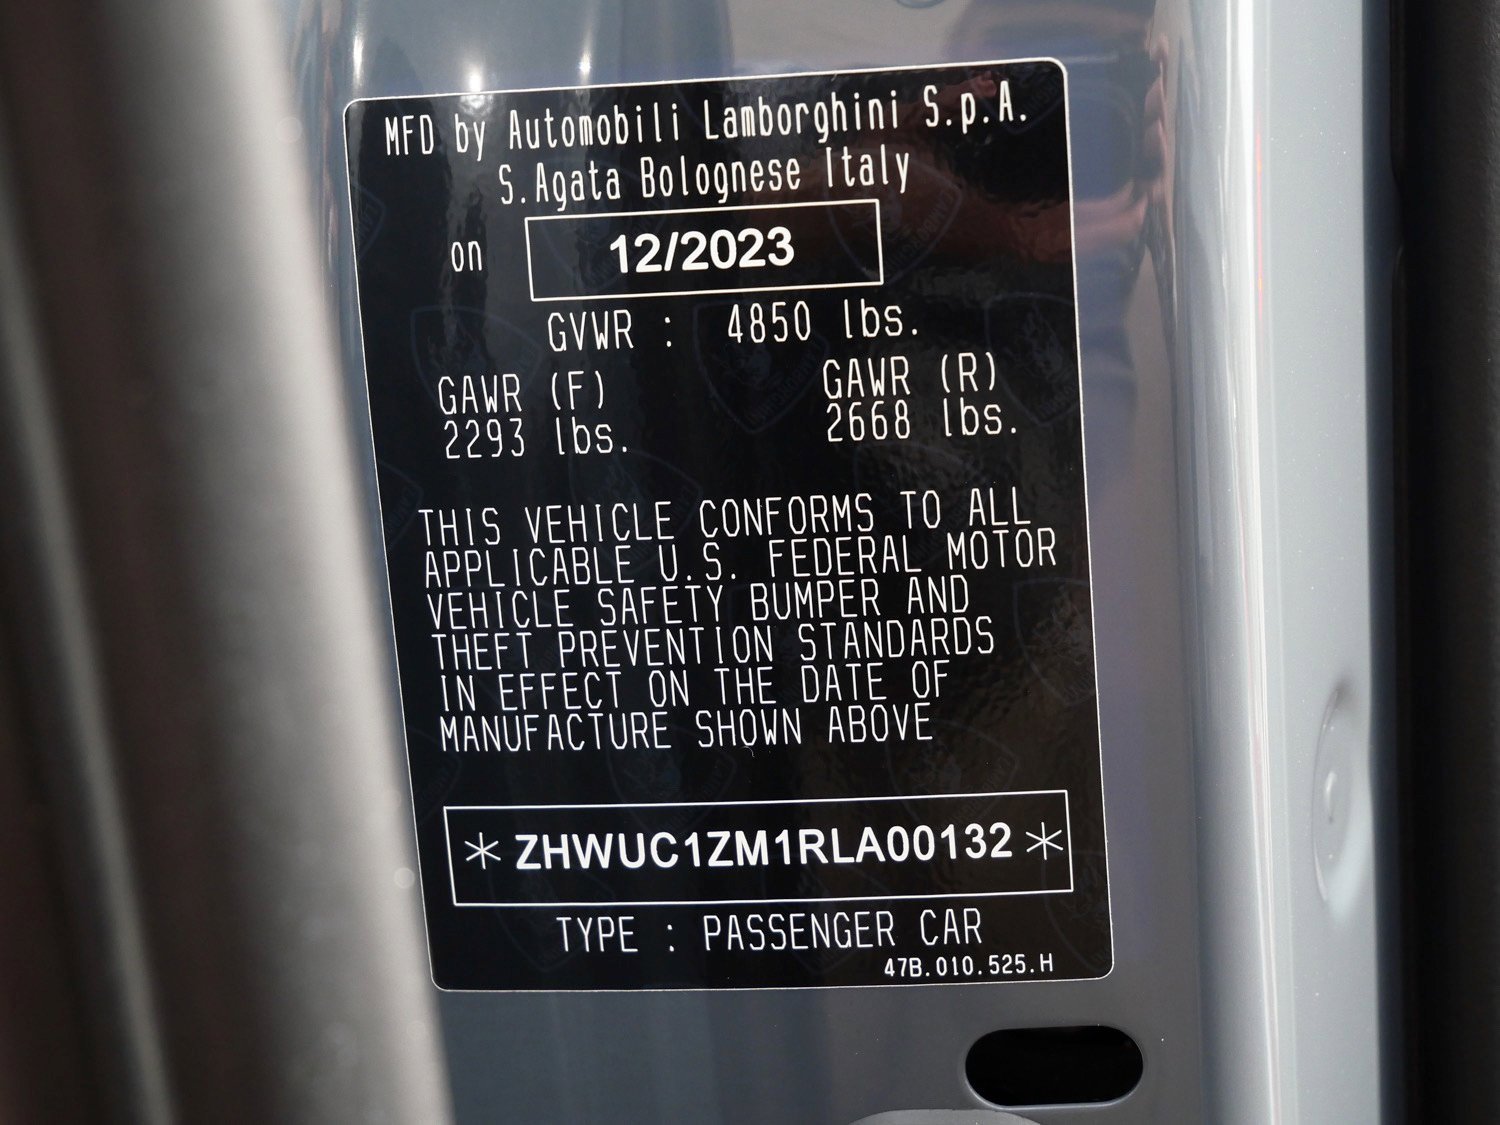 MFD by Automobili Lamborghini S.p.A.
S.Agata Bolognese Italy
on 12/2023
GVWR : 4850 lbs.
GAWR (F) GAWR (R)
2293 lbs. 2668 lbs.
THIS VEHICLE CONFORMS TO ALL
APPLICABLE U.S. FEDERAL MOTOR
VEHICLE SAFETY BUMPER AND
THEFT PREVENTION STANDARDS
IN EFFECT ON THE DATE OF
MANUFACTURE SHOWN ABOVE
* ZHWUC1ZM1RLA00132 *
TYPE : PASSENGER CAR
47B.010.525.H